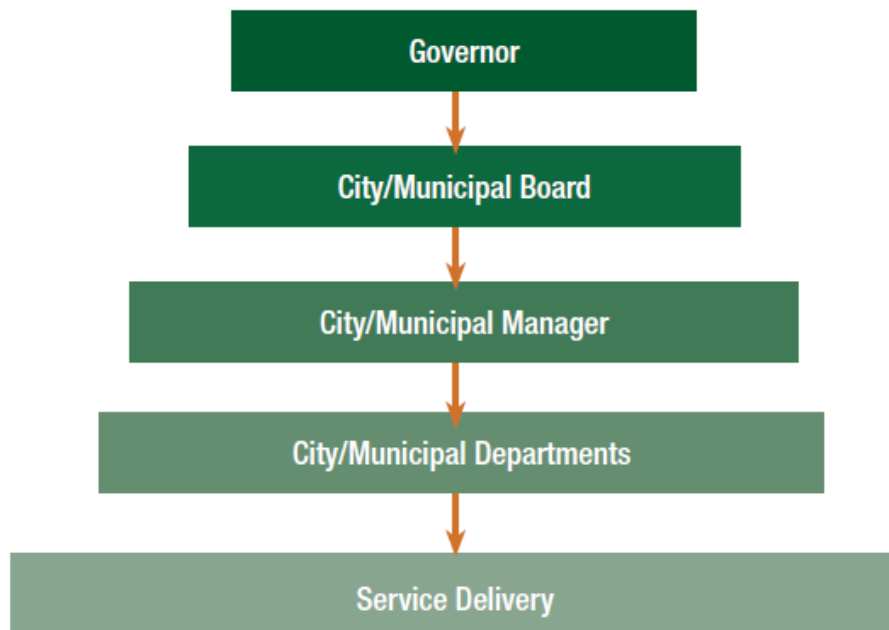 Governor
City/Municipal Board
City/Municipal Manager
City/Municipal Departments
Service Delivery